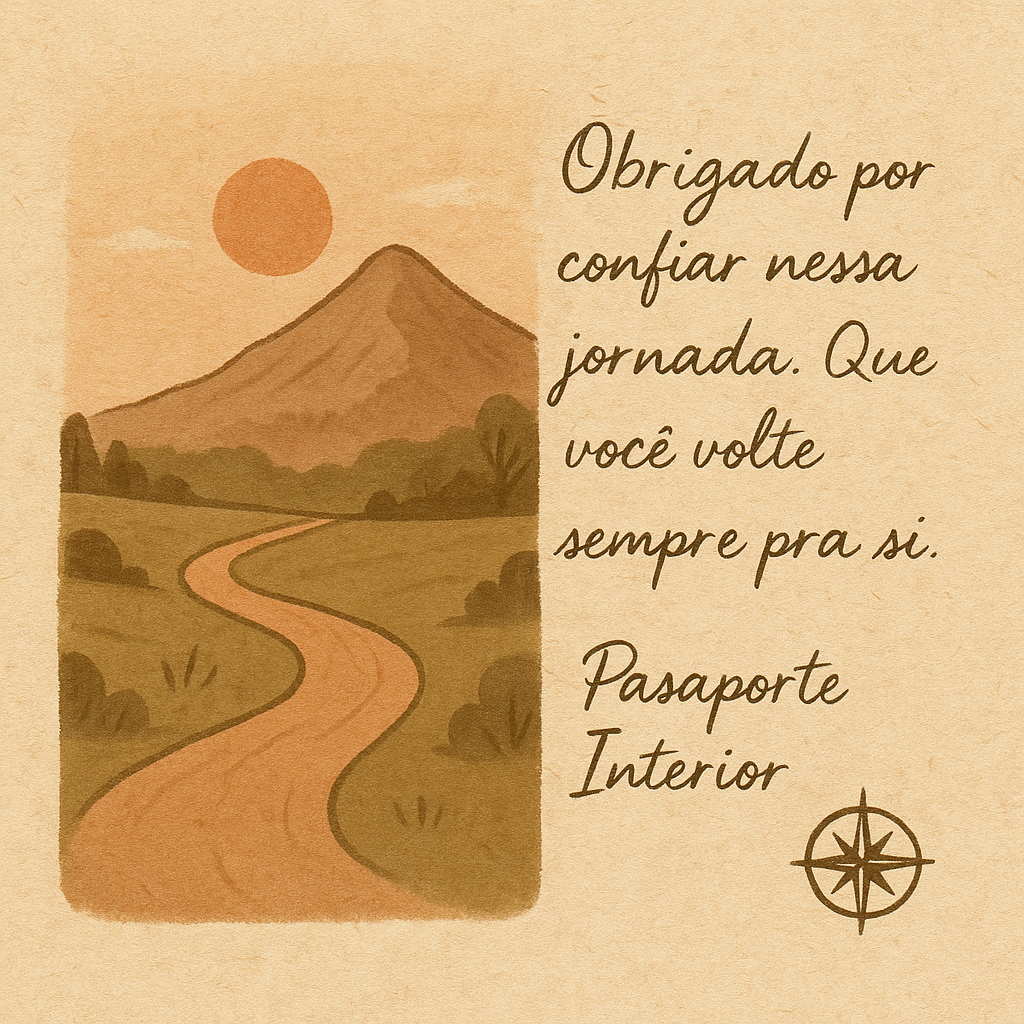 Obrigado por
confiar nessa
jornada. Que
você volte
sempre pra si.
Pasaporte
Interior